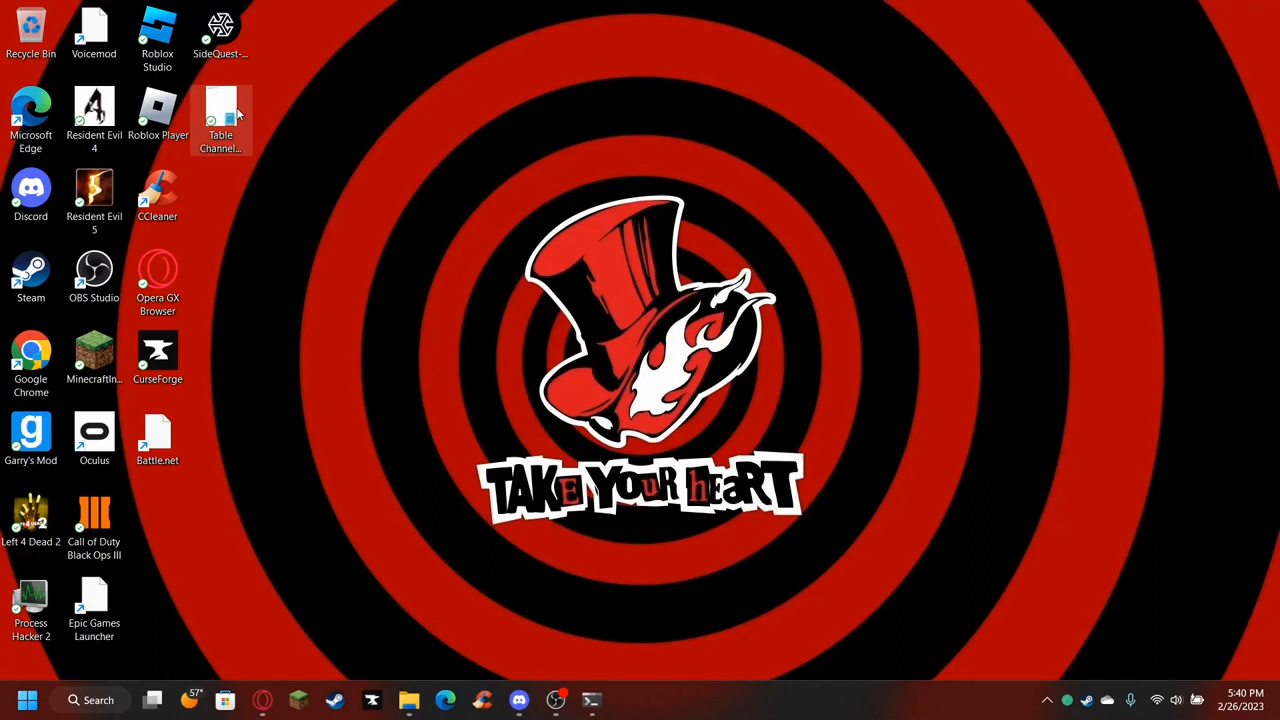 Recycle Bin
Voicemod
Roblox
Studio
SideQuest-...
Microsoft
Edge
Resident Evil
4
Roblox Player
Table
Channel...
Discord
Resident Evil
5
CCleaner
Steam
OBS Studio
Opera GX
Browser
Google
Chrome
MinecraftIn...
CurseForge
Garry's Mod
Oculus
Battle.net
Left 4 Dead 2
Call of Duty
Black Ops III
Process
Hacker 2
Epic Games
Launcher
TAKE YOUR HEART
57°
Search
5:40 PM
2/26/2023